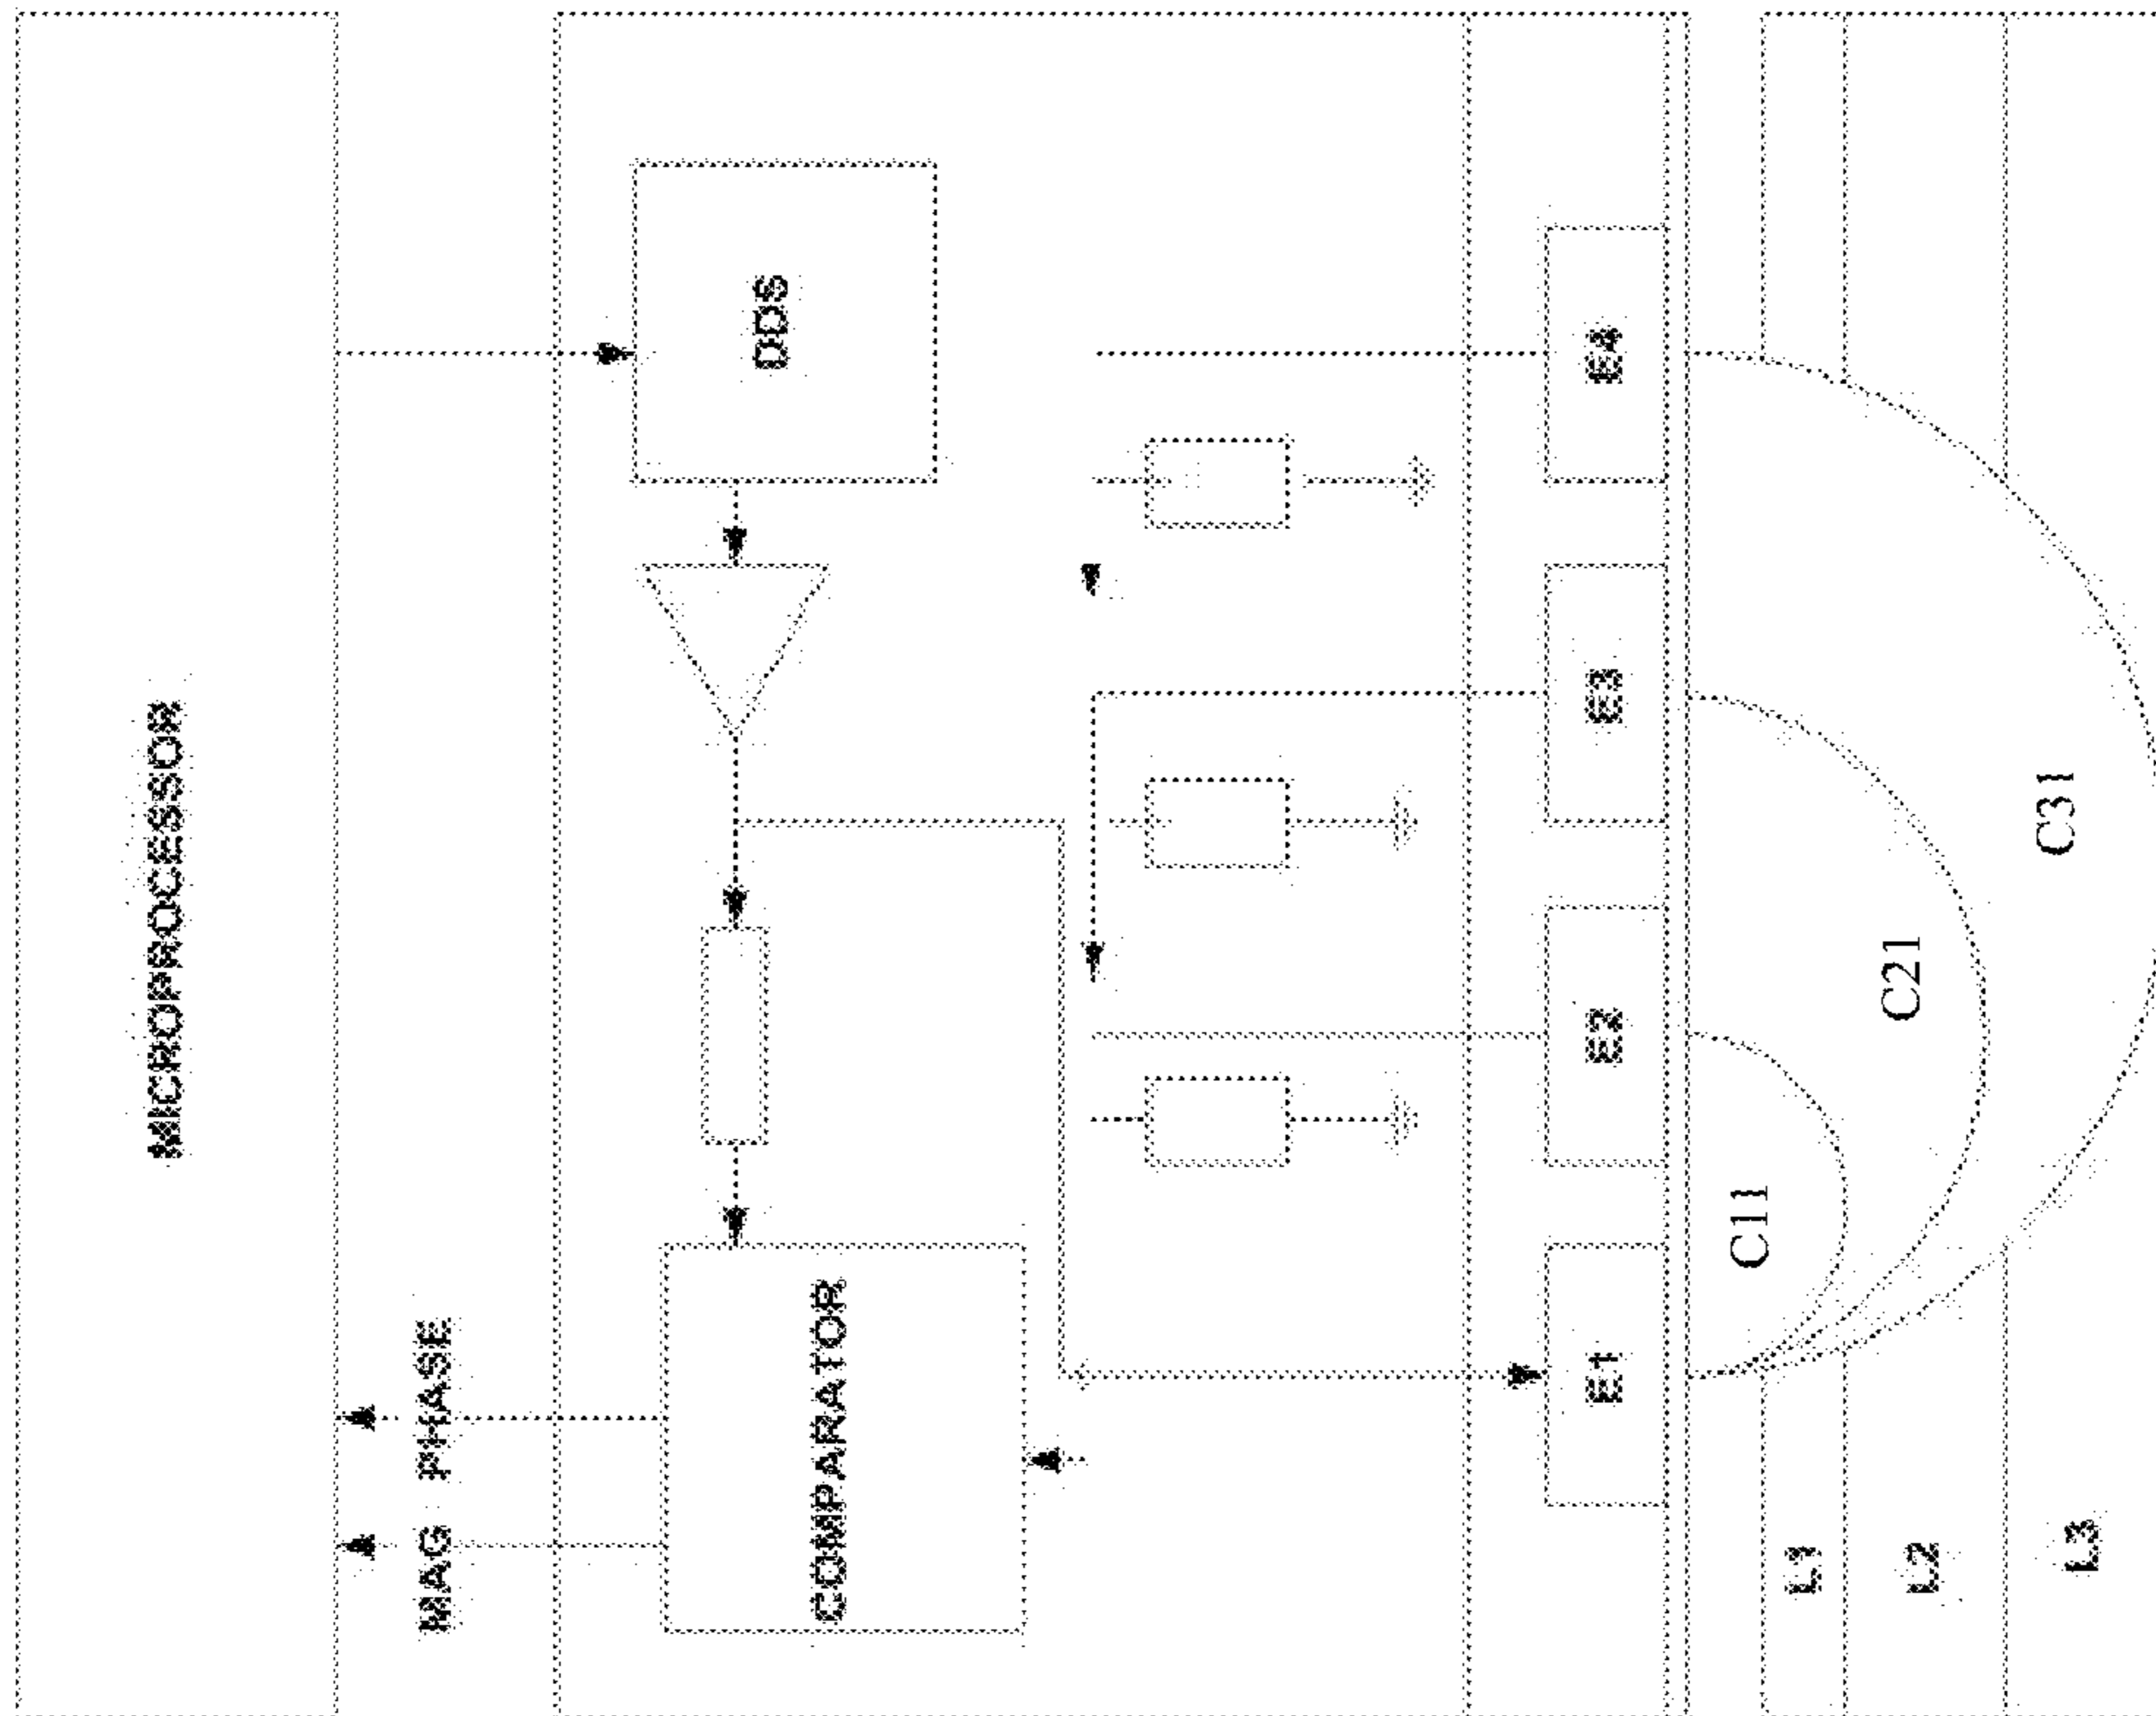 MICROPROCESSOR
MAG PHASE
DDS
COMPARATOR
E1 E2 E3 E4
C11
C21
C31
L1
L2
L3